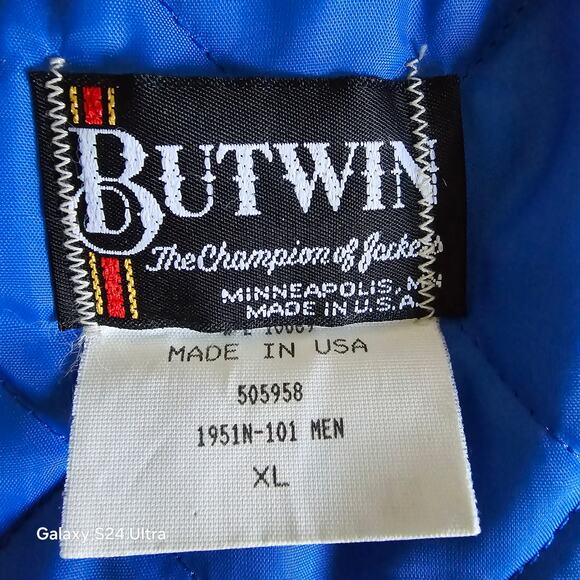 BUTWIN
The Champion of Jackets
MINNEAPOLIS, MN
MADE IN U.S.A.
MADE IN USA
505958
1951N-101 MEN
XL
Galaxy S24 Ultra